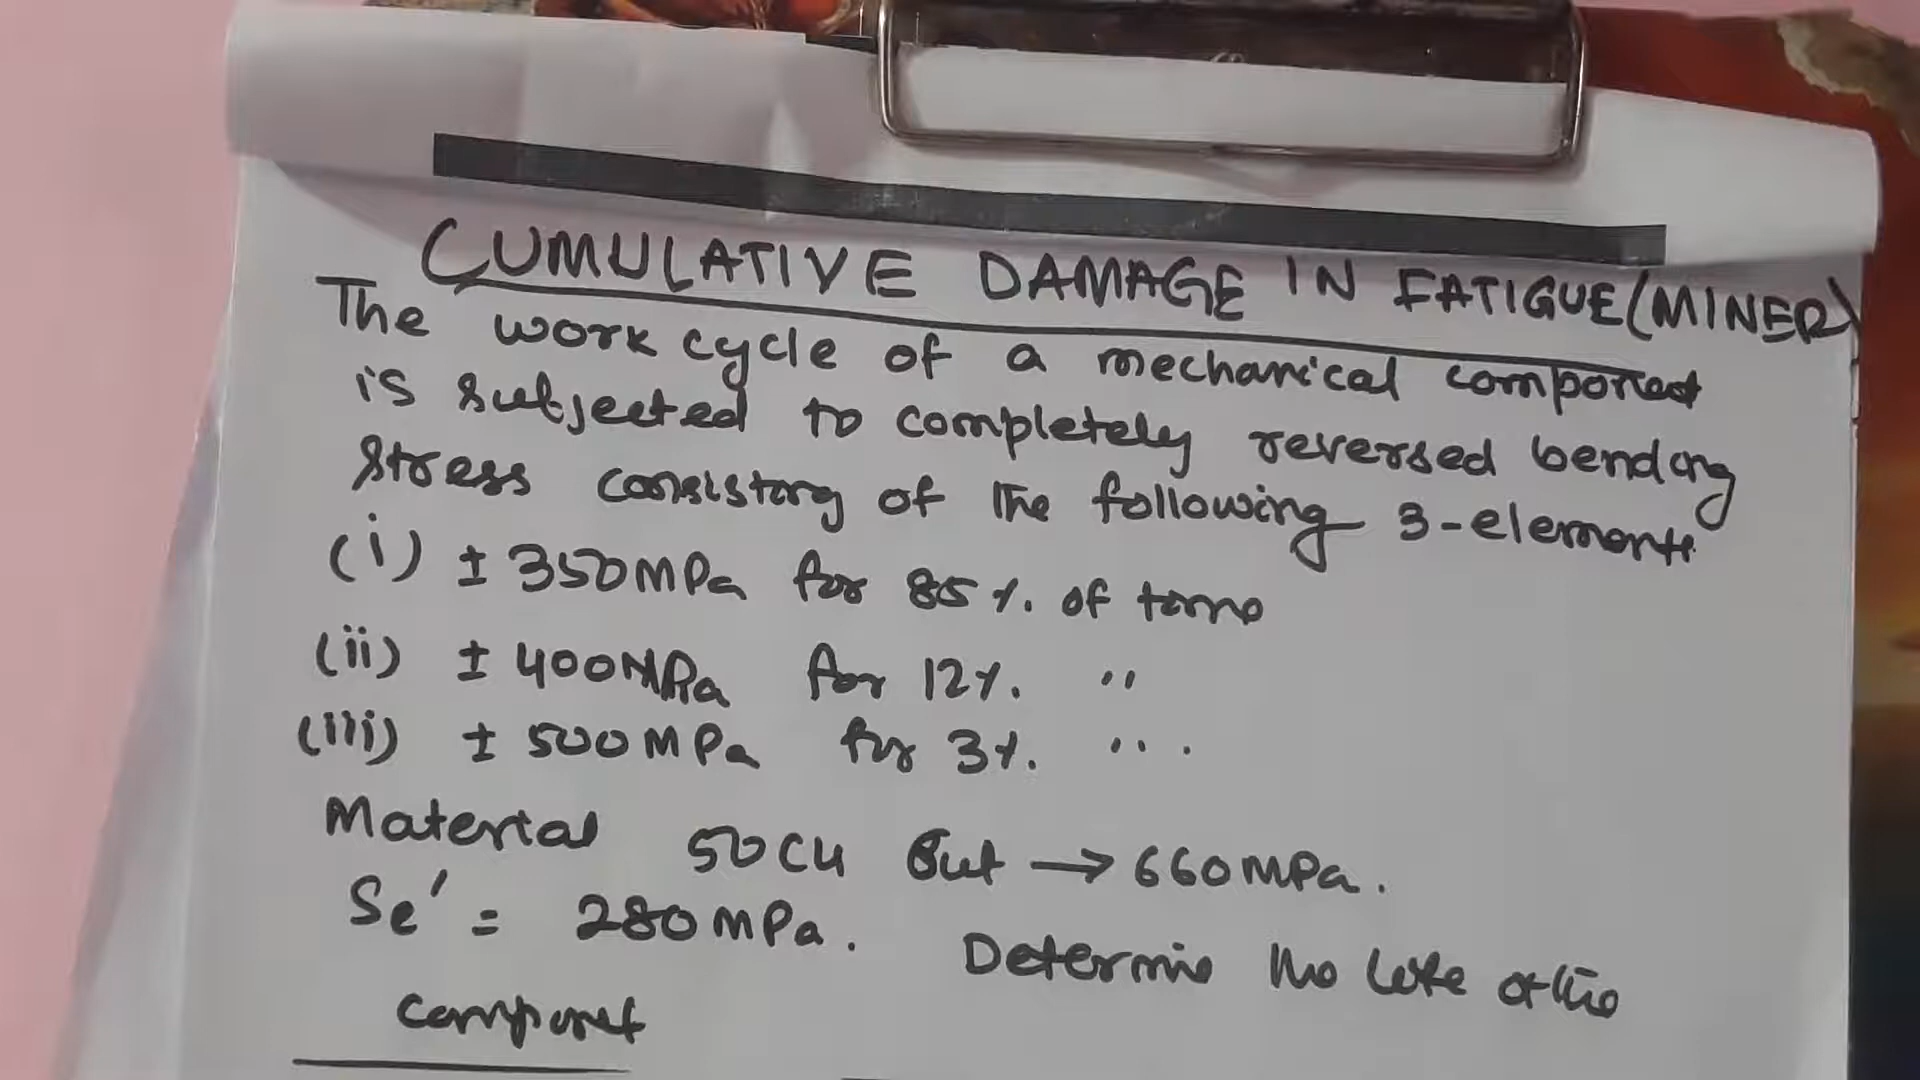 CUMULATIVE DAMAGE IN FATIGUE (MINER)
The work cycle of a mechanical component
is subjected to completely reversed bending
stress consisting of the following 3-elements
(i) ± 350MPa for 85 %. of time
(ii) ± 400MPa for 12%. "
(iii) ± 500MPa for 3%. "
Material 50C4 Sut → 660MPa.
Se' = 280MPa. Determine the life of the
component